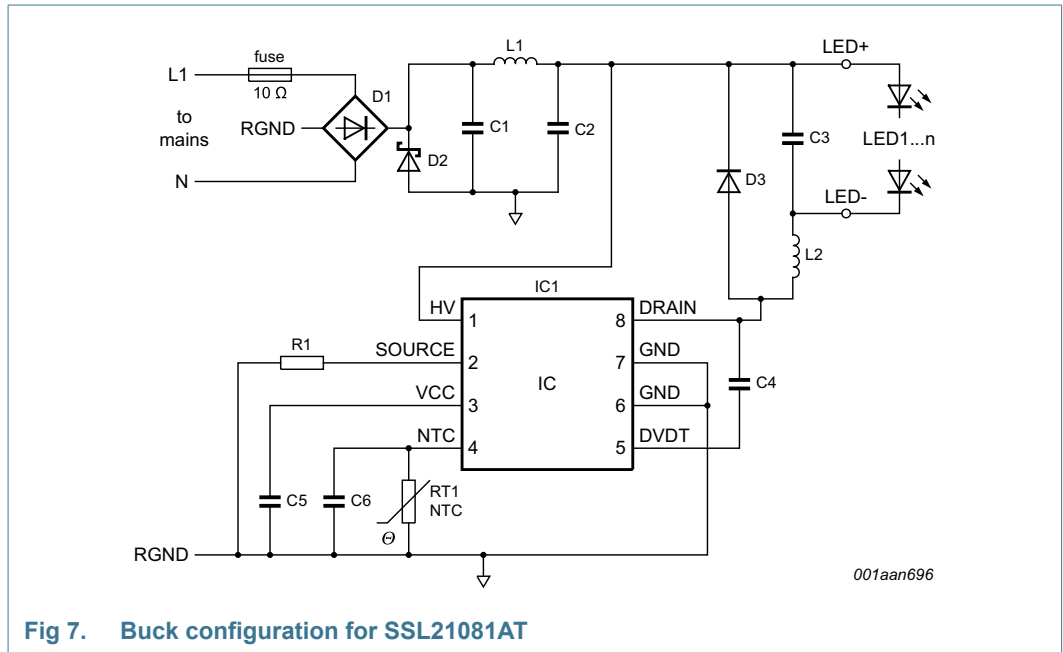 L1
fuse
10 Ω
to
mains
RGND
D1
N
D2
L1
C1
C2
LED+
LED1...n
C3
D3
LED-
L2
IC1
HV
1
SOURCE
2
VCC
3
NTC
4
IC
DRAIN
8
GND
7
GND
6
DVDT
5
C4
R1
C5
C6
RT1
NTC
Θ
RGND
001aan696
Fig 7. Buck configuration for SSL21081AT